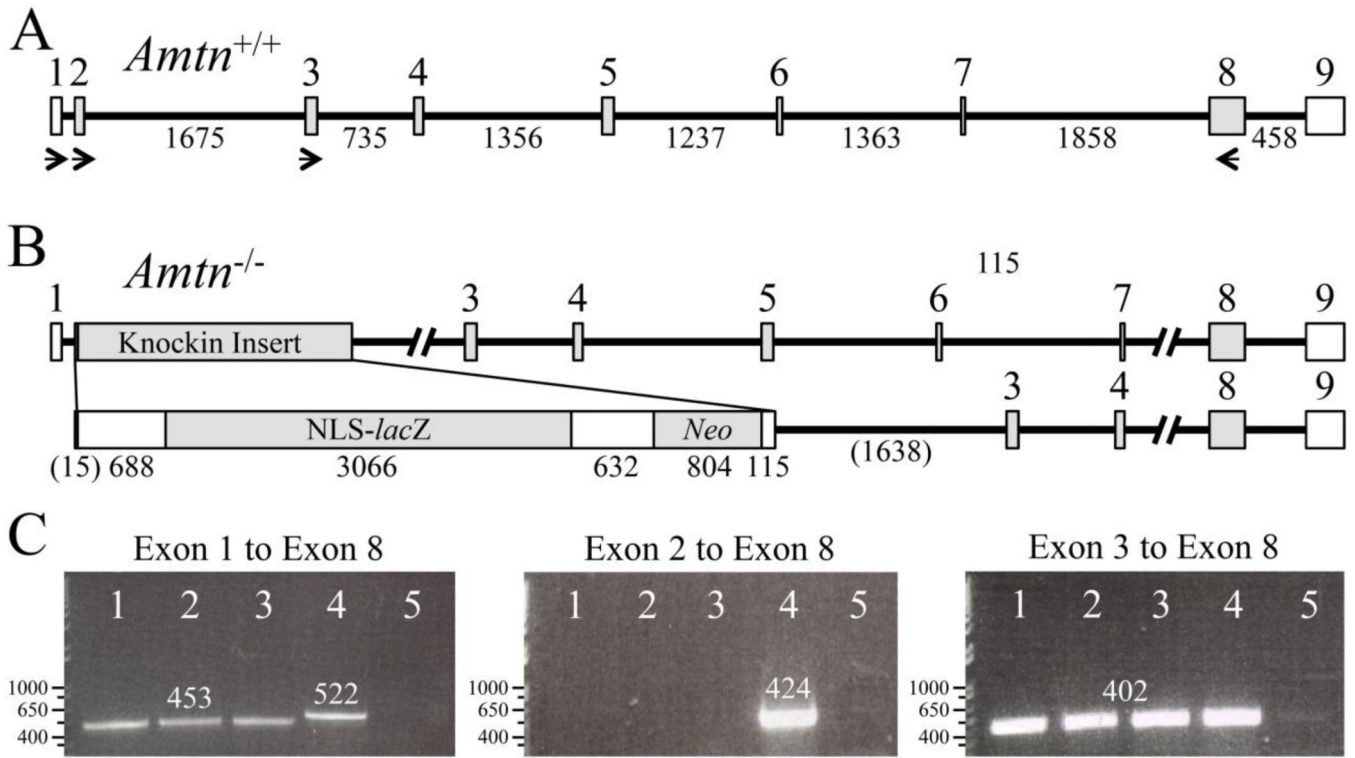 A
Amtn+/+
1 2 3 4 5 6 7 8 9
1675 735 1356 1237 1363 1858 458
B
Amtn-/-
115
1 3 4 5 6 7 8 9
Knockin Insert
3 4 8 9
NLS-lacZ Neo
(15) 688 3066 632 804 115 (1638)
C
Exon 1 to Exon 8
1 2 3 4 5
453 522
1000
650
400
Exon 2 to Exon 8
1 2 3 4 5
424
1000
650
400
Exon 3 to Exon 8
1 2 3 4 5
402
1000
650
400